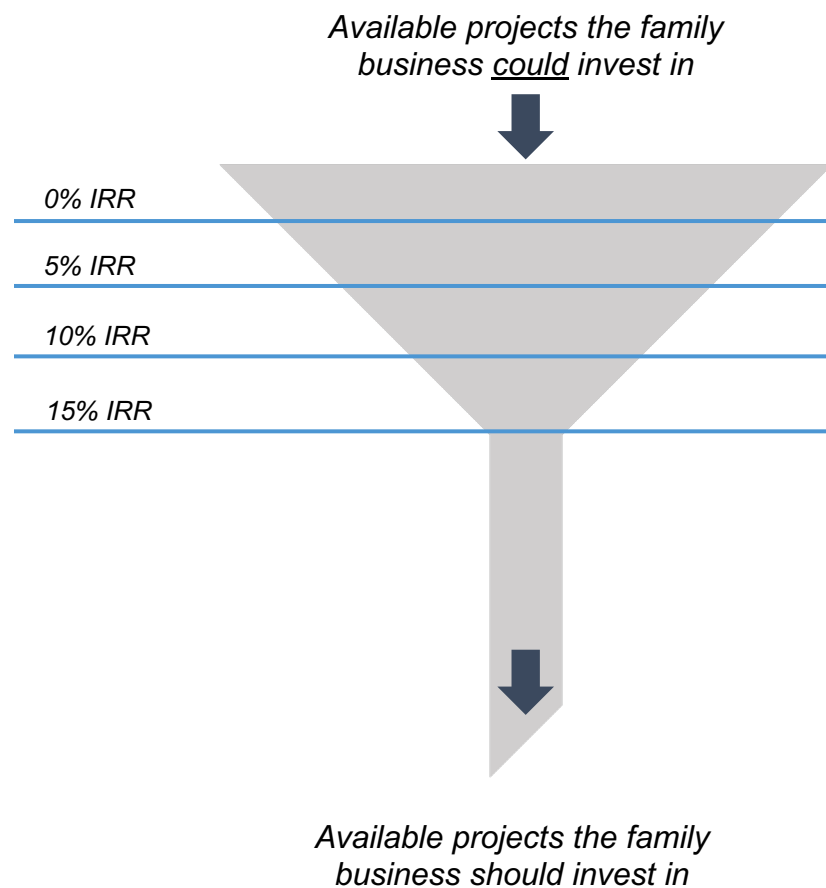 Available projects the family
business could invest in
0% IRR
5% IRR
10% IRR
15% IRR
Available projects the family
business should invest in